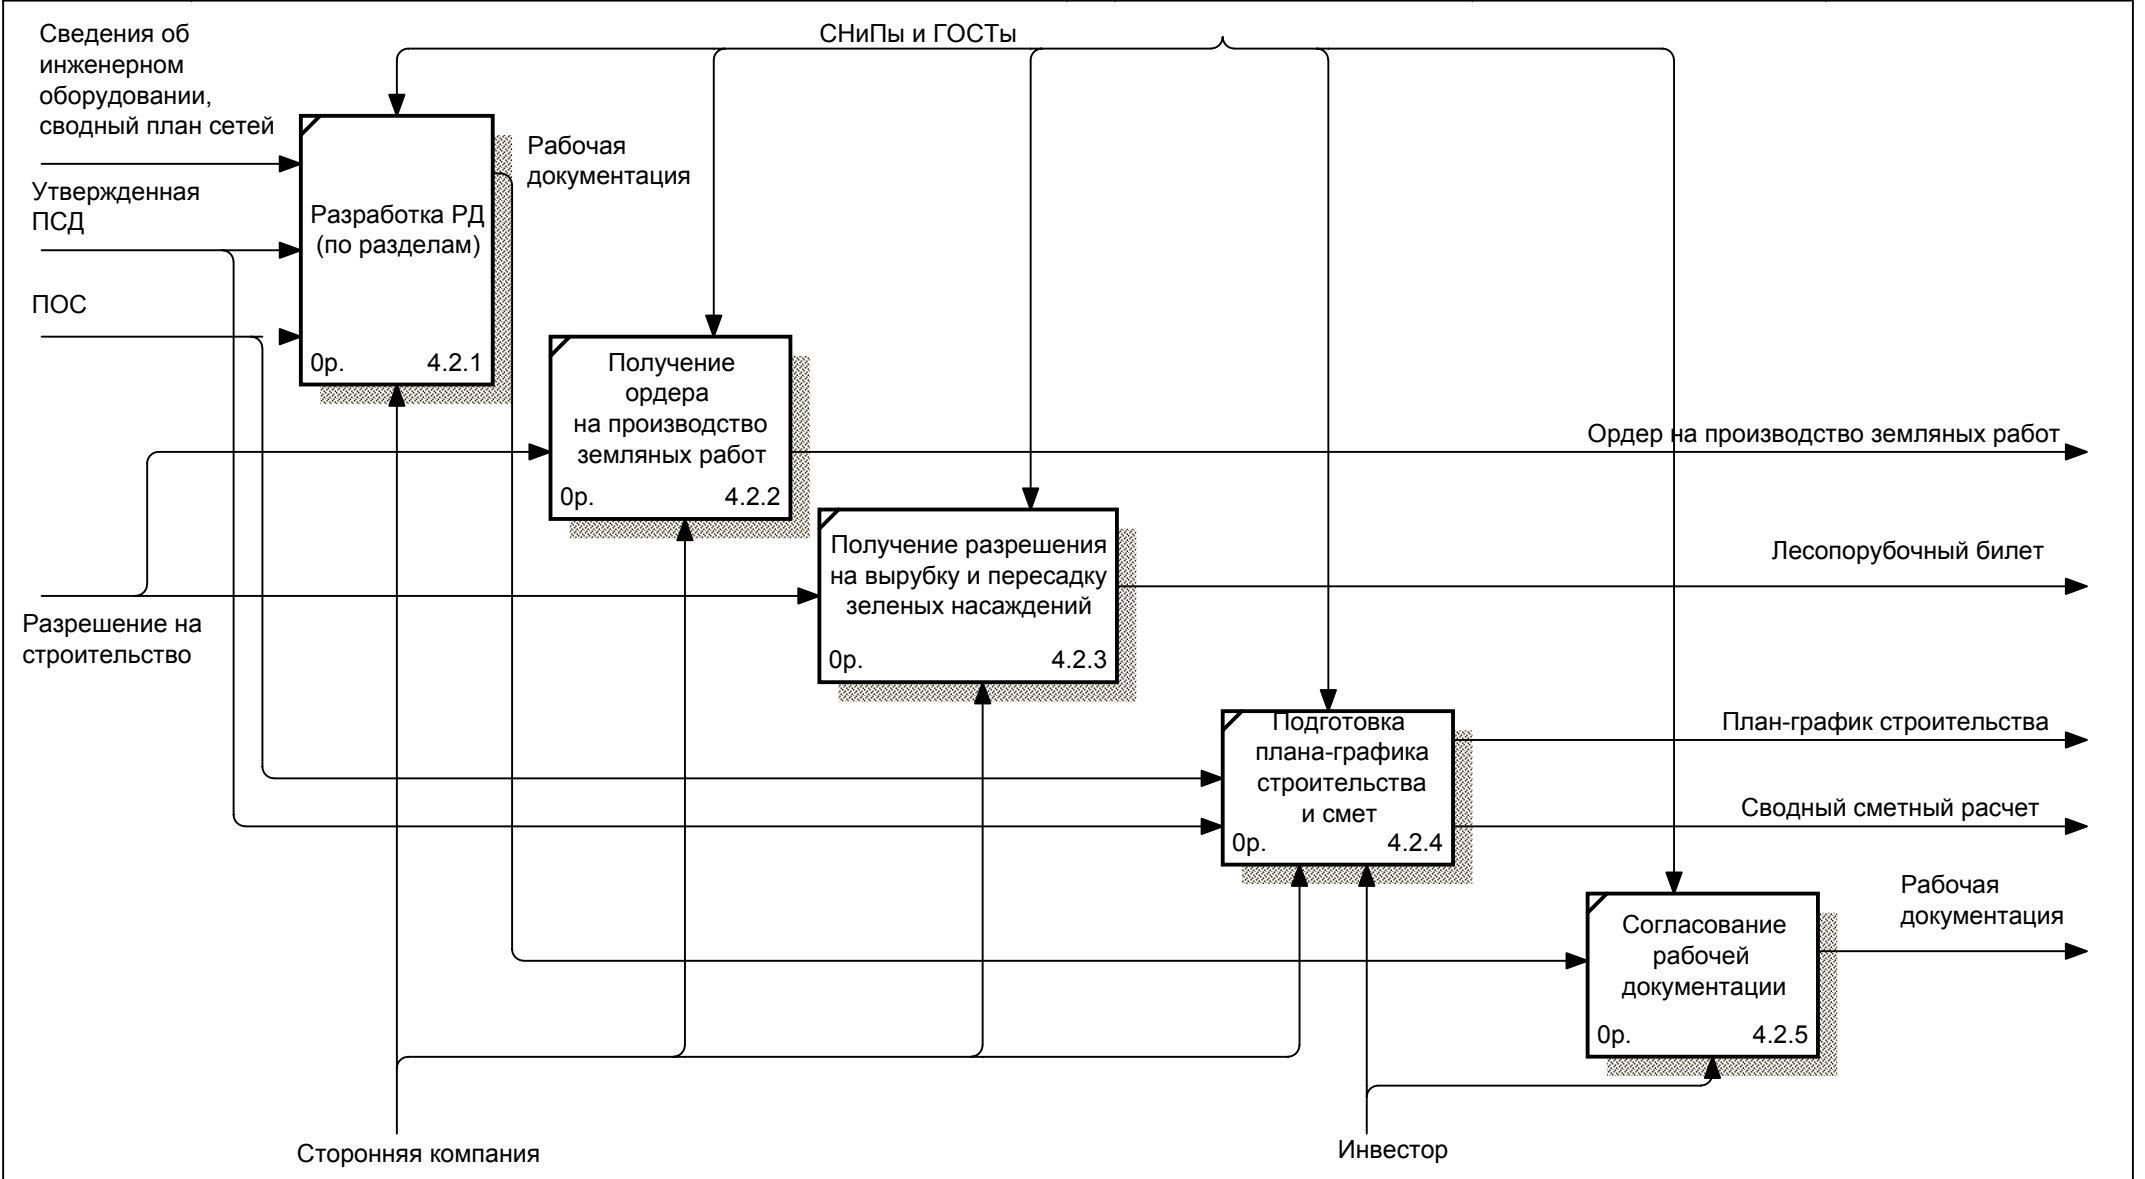 Сведения об
инженерном
оборудовании,
сводный план сетей
СНиПы и ГОСТы
Рабочая
документация
Утвержденная
ПСД
Разработка РД
(по разделам)
0р. 4.2.1
ПОС
Получение
ордера
на производство
земляных работ
0р. 4.2.2
Ордер на производство земляных работ
Получение разрешения
на вырубку и пересадку
зеленых насаждений
0р. 4.2.3
Лесопорубочный билет
Разрешение на
строительство
Подготовка
плана-графика
строительства
и смет
0р. 4.2.4
План-график строительства
Сводный сметный расчет
Рабочая
документация
Согласование
рабочей
документации
0р. 4.2.5
Сторонняя компания
Инвестор